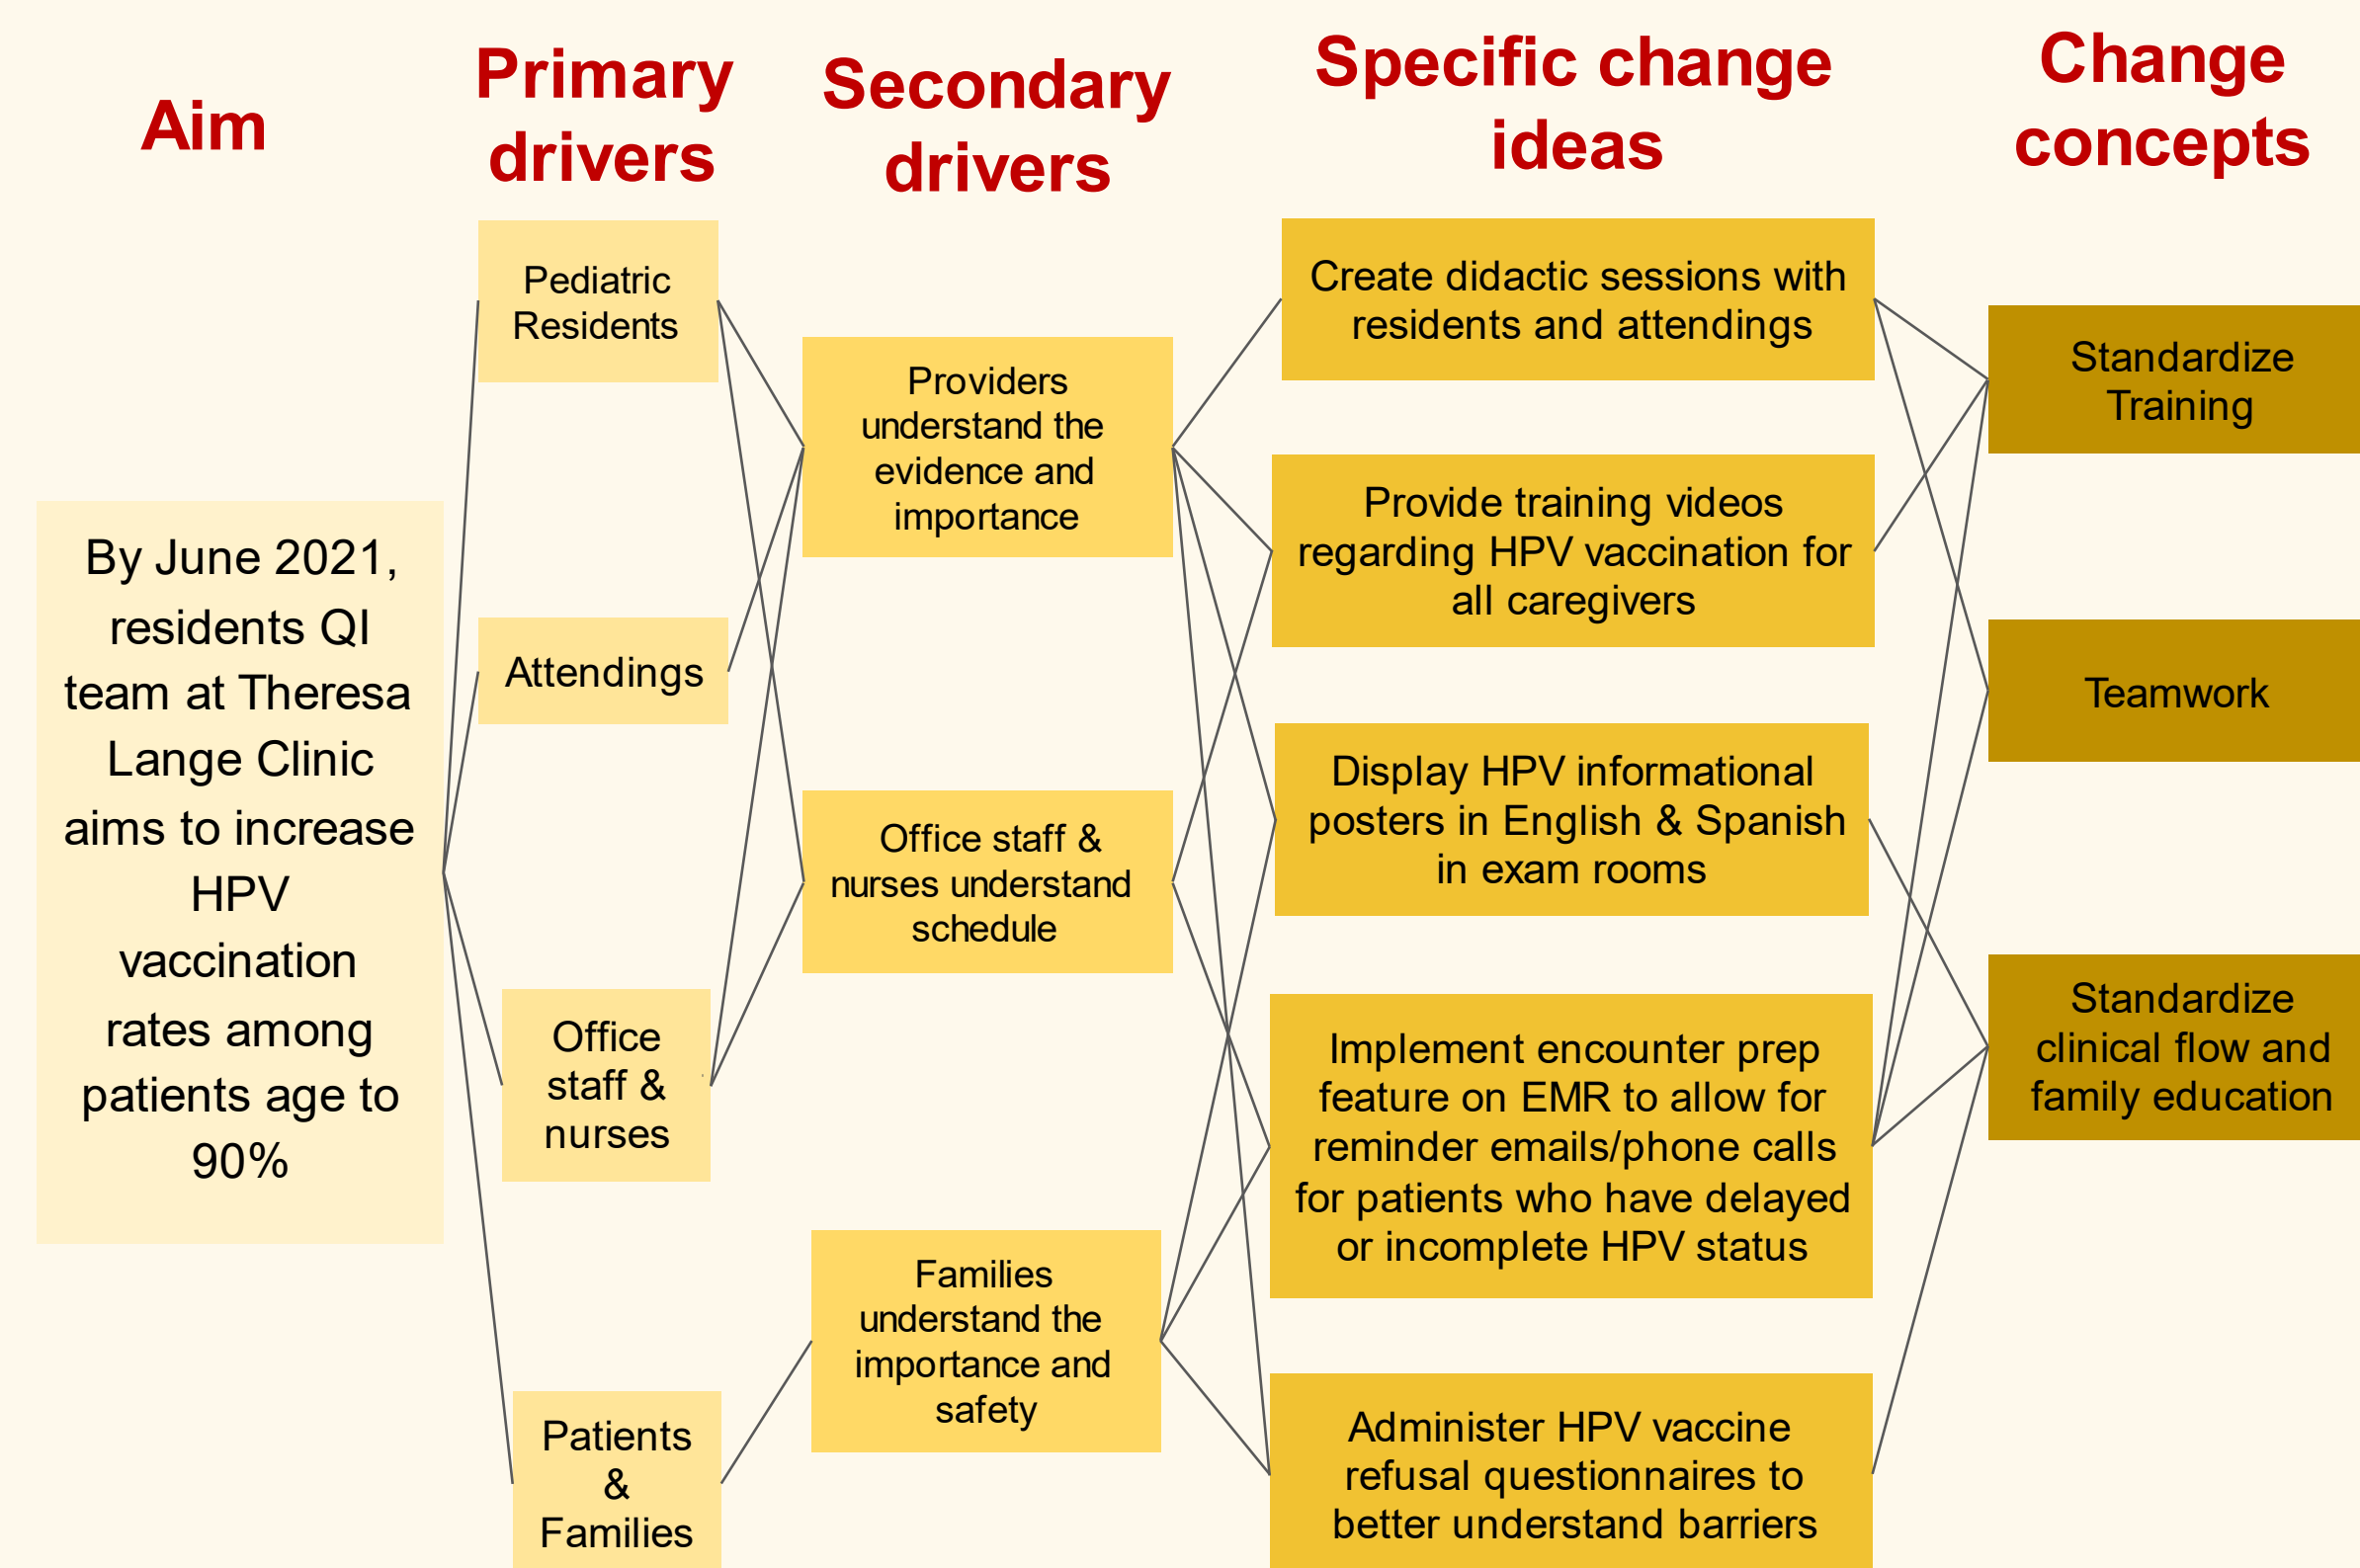 Aim
Primary
drivers
Secondary
drivers
Specific change
ideas
Change
concepts
By June 2021,
residents QI
team at Theresa
Lange Clinic
aims to increase
HPV
vaccination
rates among
patients age to
90%
Pediatric
Residents
Attendings
Office
staff &
nurses
Patients
&
Families
Providers
understand the
evidence and
importance
Office staff &
nurses understand
schedule
Families
understand the
importance and
safety
Create didactic sessions with
residents and attendings
Provide training videos
regarding HPV vaccination for
all caregivers
Display HPV informational
posters in English & Spanish
in exam rooms
Implement encounter prep
feature on EMR to allow for
reminder emails/phone calls
for patients who have delayed
or incomplete HPV status
Administer HPV vaccine
refusal questionnaires to
better understand barriers
Standardize
Training
Teamwork
Standardize
clinical flow and
family education